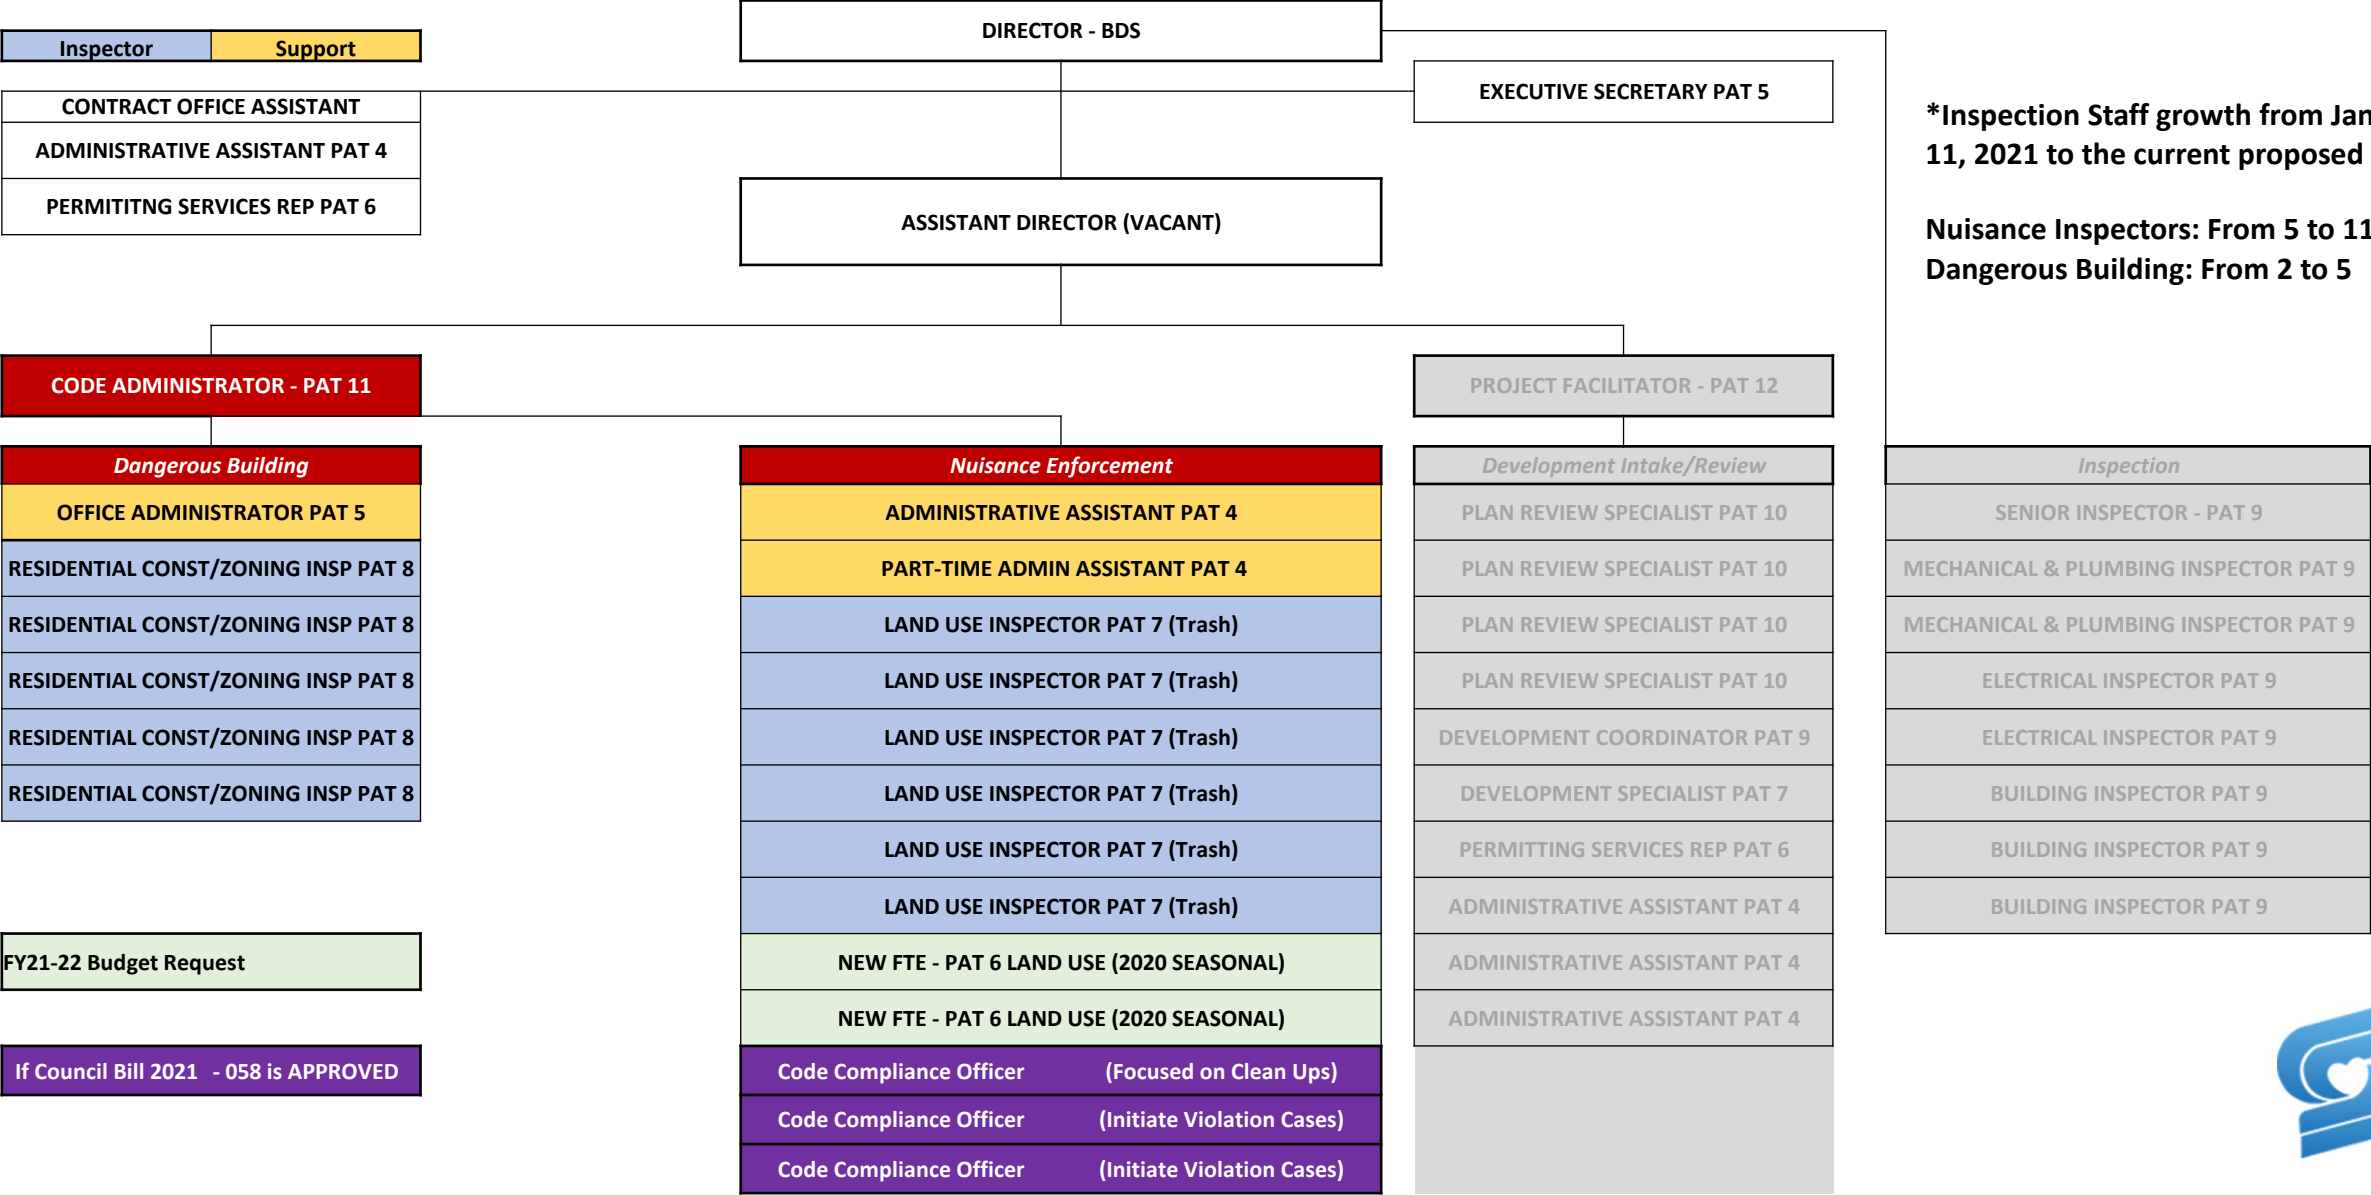 DIRECTOR - BDS
Inspector Support
EXECUTIVE SECRETARY PAT 5
CONTRACT OFFICE ASSISTANT
ADMINISTRATIVE ASSISTANT PAT 4
PERMITITNG SERVICES REP PAT 6
*Inspection Staff growth from Jan
11, 2021 to the current proposed
Nuisance Inspectors: From 5 to 11
Dangerous Building: From 2 to 5
ASSISTANT DIRECTOR (VACANT)
CODE ADMINISTRATOR - PAT 11
PROJECT FACILITATOR - PAT 12
Dangerous Building
OFFICE ADMINISTRATOR PAT 5
RESIDENTIAL CONST/ZONING INSP PAT 8
RESIDENTIAL CONST/ZONING INSP PAT 8
RESIDENTIAL CONST/ZONING INSP PAT 8
RESIDENTIAL CONST/ZONING INSP PAT 8
RESIDENTIAL CONST/ZONING INSP PAT 8
FY21-22 Budget Request
If Council Bill 2021 - 058 is APPROVED
Nuisance Enforcement
ADMINISTRATIVE ASSISTANT PAT 4
PART-TIME ADMIN ASSISTANT PAT 4
LAND USE INSPECTOR PAT 7 (Trash)
LAND USE INSPECTOR PAT 7 (Trash)
LAND USE INSPECTOR PAT 7 (Trash)
LAND USE INSPECTOR PAT 7 (Trash)
LAND USE INSPECTOR PAT 7 (Trash)
LAND USE INSPECTOR PAT 7 (Trash)
NEW FTE - PAT 6 LAND USE (2020 SEASONAL)
NEW FTE - PAT 6 LAND USE (2020 SEASONAL)
Code Compliance Officer (Focused on Clean Ups)
Code Compliance Officer (Initiate Violation Cases)
Code Compliance Officer (Initiate Violation Cases)
Development Intake/Review
PLAN REVIEW SPECIALIST PAT 10
PLAN REVIEW SPECIALIST PAT 10
PLAN REVIEW SPECIALIST PAT 10
PLAN REVIEW SPECIALIST PAT 10
DEVELOPMENT COORDINATOR PAT 9
DEVELOPMENT SPECIALIST PAT 7
PERMITTING SERVICES REP PAT 6
ADMINISTRATIVE ASSISTANT PAT 4
ADMINISTRATIVE ASSISTANT PAT 4
ADMINISTRATIVE ASSISTANT PAT 4
Inspection
SENIOR INSPECTOR - PAT 9
MECHANICAL & PLUMBING INSPECTOR PAT 9
MECHANICAL & PLUMBING INSPECTOR PAT 9
ELECTRICAL INSPECTOR PAT 9
ELECTRICAL INSPECTOR PAT 9
BUILDING INSPECTOR PAT 9
BUILDING INSPECTOR PAT 9
BUILDING INSPECTOR PAT 9